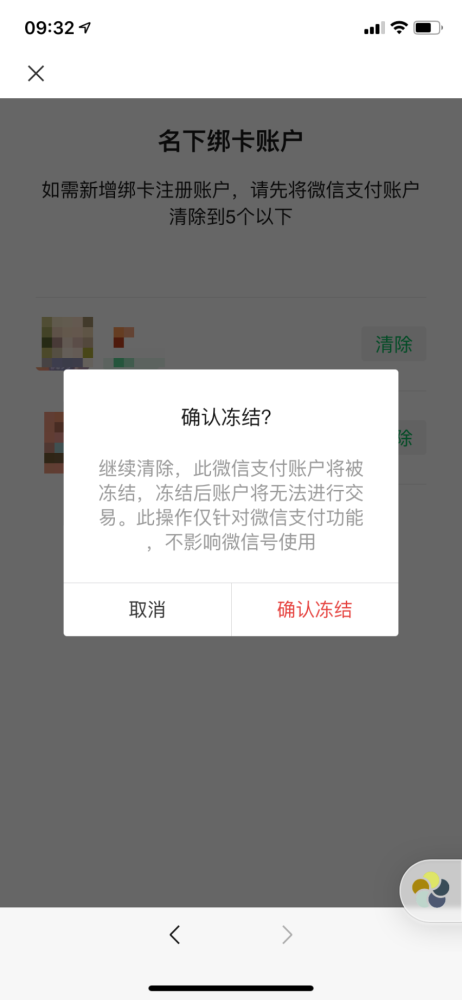 09:32
名下绑卡账户
如需新增绑卡注册账户，请先将微信支付账户
清除到5个以下
清除
除
确认冻结?
继续清除，此微信支付账户将被
冻结，冻结后账户将无法进行交
易。此操作仅针对微信支付功能
，不影响微信号使用
取消
确认冻结